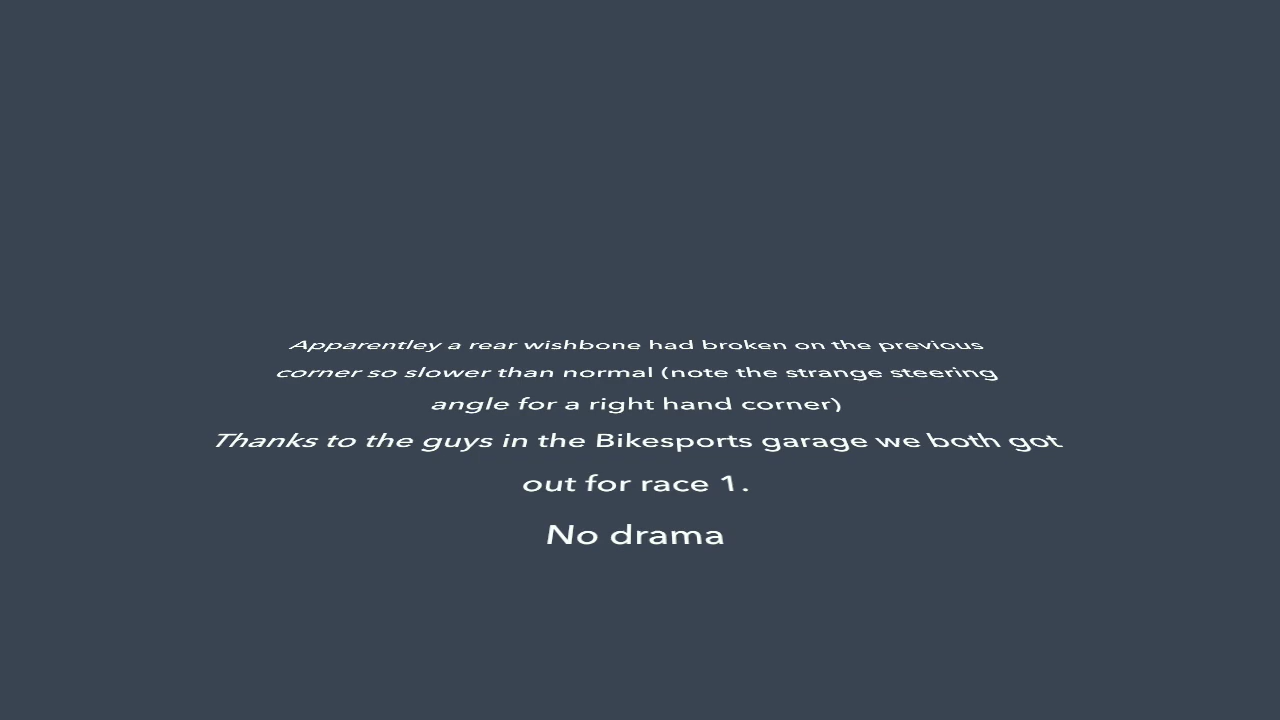 Apparentley a rear wishbone had broken on the previous
corner so slower than normal (note the strange steering
angle for a right hand corner)
Thanks to the guys in the Bikesports garage we both got
out for race 1.
No drama